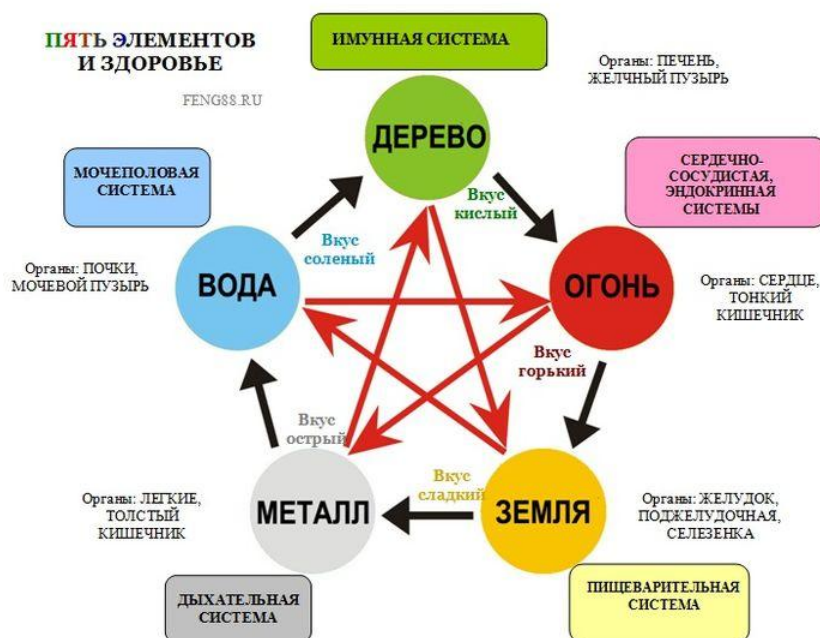 ПЯТЬ ЭЛЕМЕНТОВ
И ЗДОРОВЬЕ
FENG88.RU
ИМУННАЯ СИСТЕМА
Органы: ПЕЧЕНЬ,
ЖЕЛЧНЫЙ ПУЗЫРЬ
ДЕРЕВО
МОЧЕПОЛОВАЯ
СИСТЕМА
СЕРДЕЧНО-
СОСУДИСТАЯ,
ЭНДОКРИННАЯ
СИСТЕМЫ
Вкус
кислый
Вкус
соленый
Органы: ПОЧКИ,
МОЧЕВОЙ ПУЗЫРЬ
ВОДА
ОГОНЬ
Органы: СЕРДЦЕ,
ТОНКИЙ
КИШЕЧНИК
Вкус
горький
Вкус
острый
Вкус
сладкий
Органы: ЛЕГКИЕ,
ТОЛСТЫЙ
КИШЕЧНИК
МЕТАЛЛ
ЗЕМЛЯ
Органы: ЖЕЛУДОК,
ПОДЖЕЛУДОЧНАЯ,
СЕЛЕЗЕНКА
ДЫХАТЕЛЬНАЯ
СИСТЕМА
ПИЩЕВАРИТЕЛЬНАЯ
СИСТЕМА